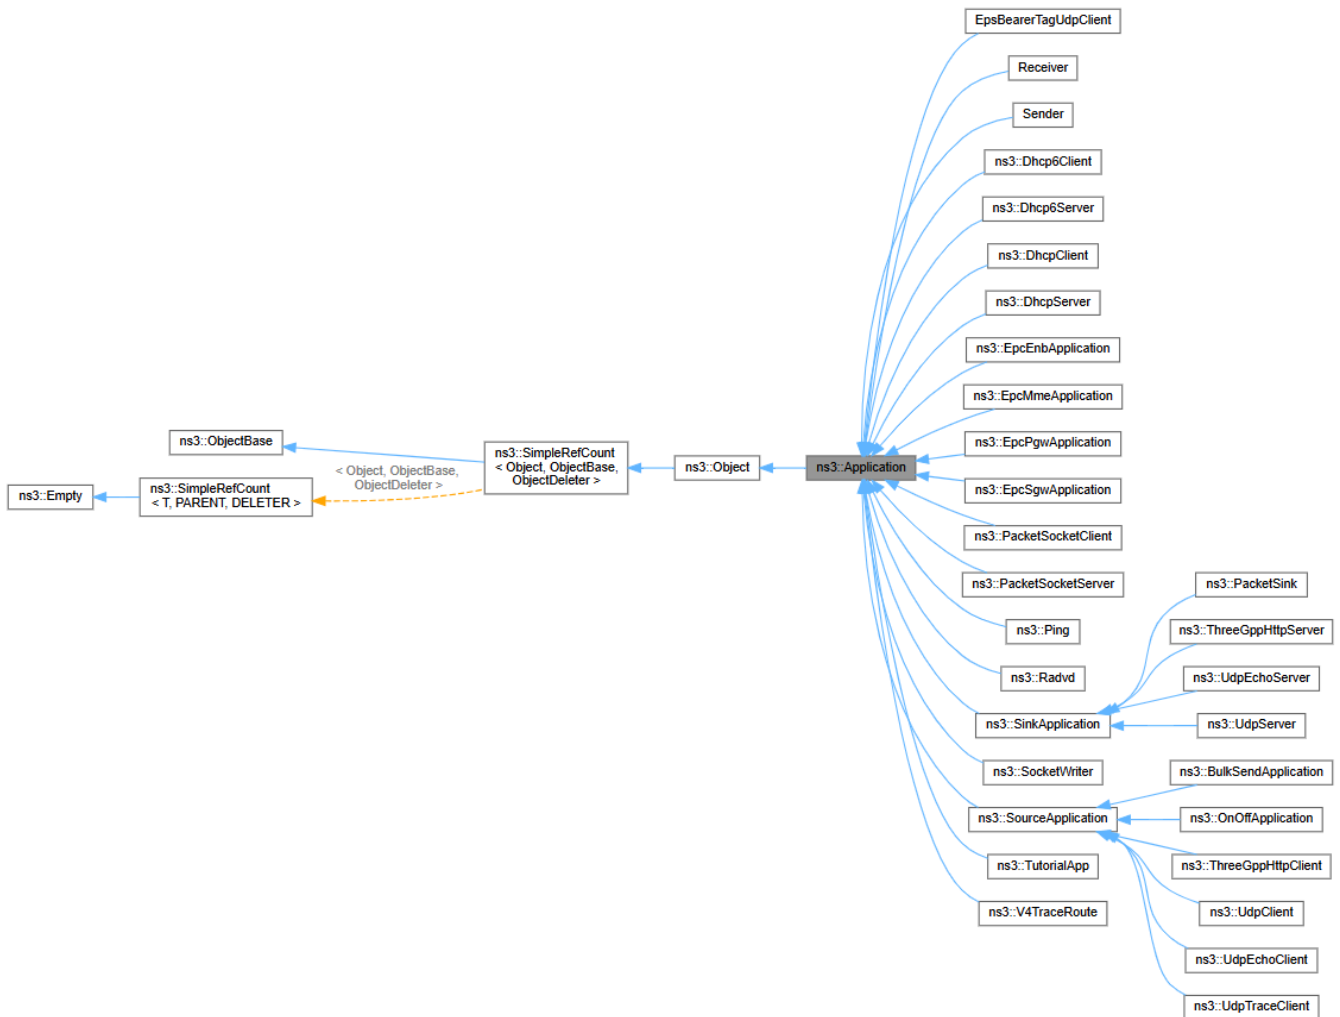 EpsBearerTagUdpClient
Receiver
Sender
ns3::Dhcp6Client
ns3::Dhcp6Server
ns3::DhcpClient
ns3::DhcpServer
ns3::EpcEnbApplication
ns3::EpcMmeApplication
ns3::ObjectBase
ns3::SimpleRefCount
< Object, ObjectBase,
ObjectDeleter >
ns3::EpcPgwApplication
< Object, ObjectBase,
ObjectDeleter >
ns3::Object
ns3::Application
ns3::Empty
ns3::SimpleRefCount
< T, PARENT, DELETER >
ns3::EpcSgwApplication
ns3::PacketSocketClient
ns3::PacketSocketServer
ns3::PacketSink
ns3::Ping
ns3::ThreeGppHttpServer
ns3::Radvd
ns3::UdpEchoServer
ns3::SinkApplication
ns3::UdpServer
ns3::SocketWriter
ns3::BulkSendApplication
ns3::SourceApplication
ns3::OnOffApplication
ns3::TutorialApp
ns3::ThreeGppHttpClient
ns3::V4TraceRoute
ns3::UdpClient
ns3::UdpEchoClient
ns3::UdpTraceClient